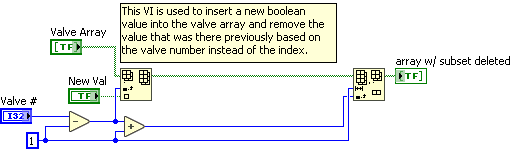 This VI is used to insert a new boolean
value into the valve array and remove the
value that was there previously based on
the valve number instead of the index.
Valve Array
[TF]
array w/ subset deleted
TF]
New Val
TF
Valve #
I32
1